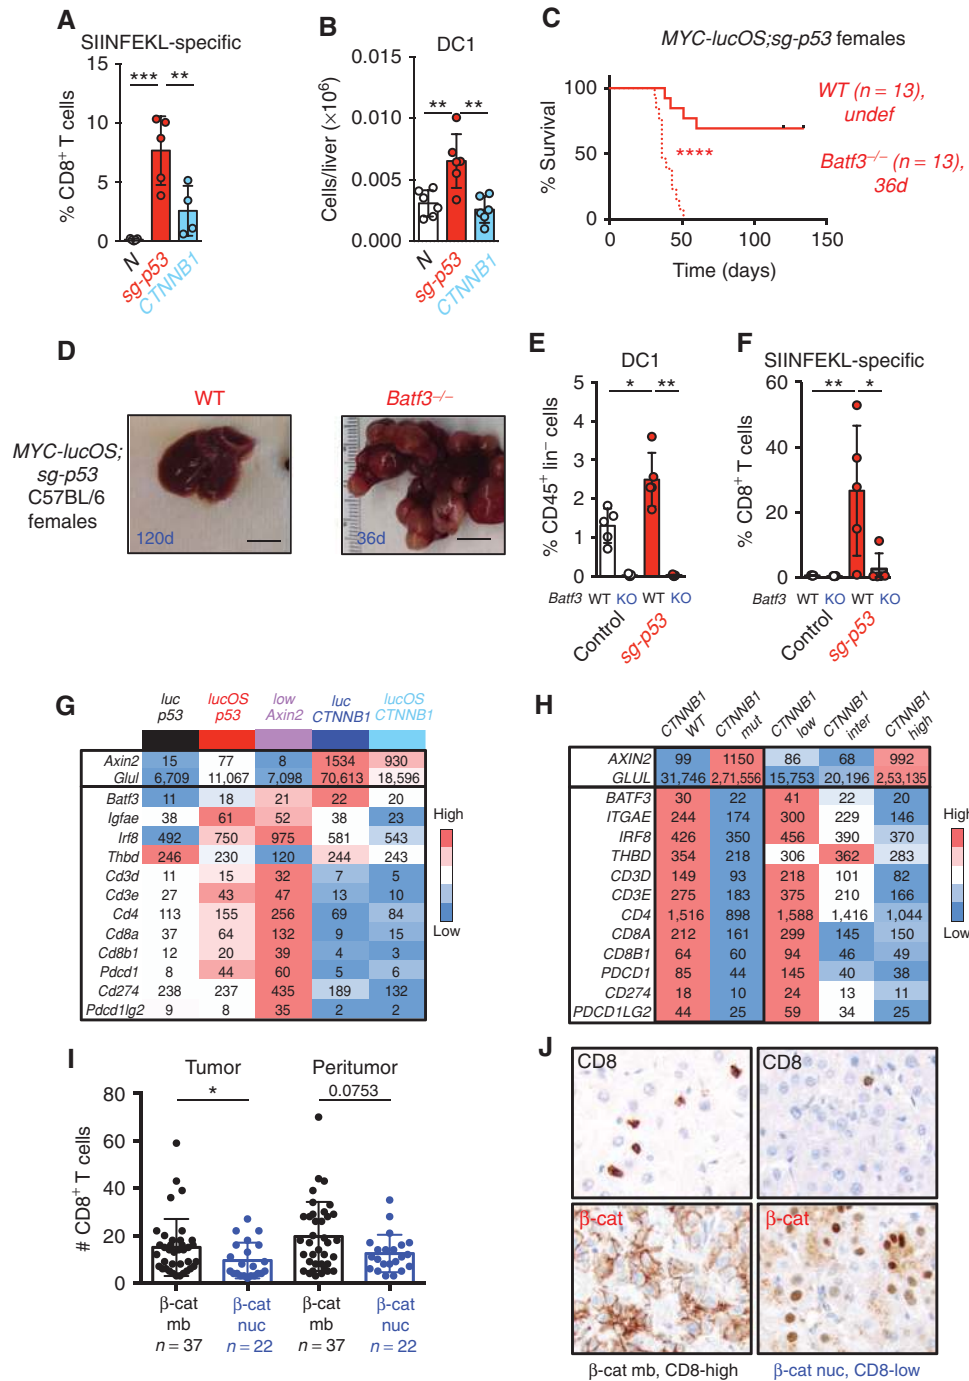 A
SIINFEKL-specific
% CD8+ T cells
15
10
5
0
***
**
N
sg-p53
CTNNB1
B
DC1
Cells/liver (×10⁶)
0.015
0.010
0.005
0.000
**
**
N
sg-p53
CTNNB1
C
MYC-lucOS;sg-p53 females
% Survival
100
50
0
0 50 100 150
Time (days)
****
WT (n = 13),
undef
Batf3−/− (n = 13),
36d
D
WT
Batf3−/−
MYC-lucOS;
sg-p53
C57BL/6
females
120d
36d
E
DC1
% CD45+ lin− cells
5
4
3
2
1
0
*
**
Batf3 WT KO WT KO
Control
sg-p53
F
SIINFEKL-specific
% CD8+ T cells
60
40
20
0
**
*
Batf3 WT KO WT KO
Control
sg-p53
G
luc p53
lucOS p53
low Axin2
luc CTNNB1
lucOS CTNNB1
Axin2 15 77 8 1534 930
Glul 6,709 11,067 7,098 70,613 18,596
Batf3 11 18 21 22 20
Igfae 38 61 52 38 23
Irf8 492 750 975 581 543
Thbd 246 230 120 244 243
Cd3d 11 15 32 7 5
Cd3e 27 43 47 13 10
Cd4 113 155 256 69 84
Cd8a 37 64 132 9 15
Cd8b1 12 20 39 4 3
Pdcd1 8 44 60 5 6
Cd274 238 237 435 189 132
Pdcd1lg2 9 8 35 2 2
High
Low
H
CTNNB1 WT
CTNNB1 mut
CTNNB1 low
CTNNB1 inter
CTNNB1 high
AXIN2 99 1150 86 68 992
GLUL 31,746 2,71,556 15,753 20,196 2,53,135
BATF3 30 22 41 22 20
ITGAE 244 174 300 229 146
IRF8 426 350 456 390 370
THBD 354 218 306 362 283
CD3D 149 93 218 101 82
CD3E 275 183 375 210 166
CD4 1,516 898 1,588 1,416 1,044
CD8A 212 161 299 145 150
CD8B1 64 60 94 46 49
PDCD1 85 44 145 40 38
CD274 18 10 24 13 11
PDCD1LG2 44 25 59 34 25
High
Low
I
Tumor
Peritumor
# CD8+ T cells
80
60
40
20
0
*
0.0753
β-cat mb n = 37
β-cat nuc n = 22
β-cat mb n = 37
β-cat nuc n = 22
J
CD8
CD8
β-cat
β-cat
β-cat mb, CD8-high
β-cat nuc, CD8-low